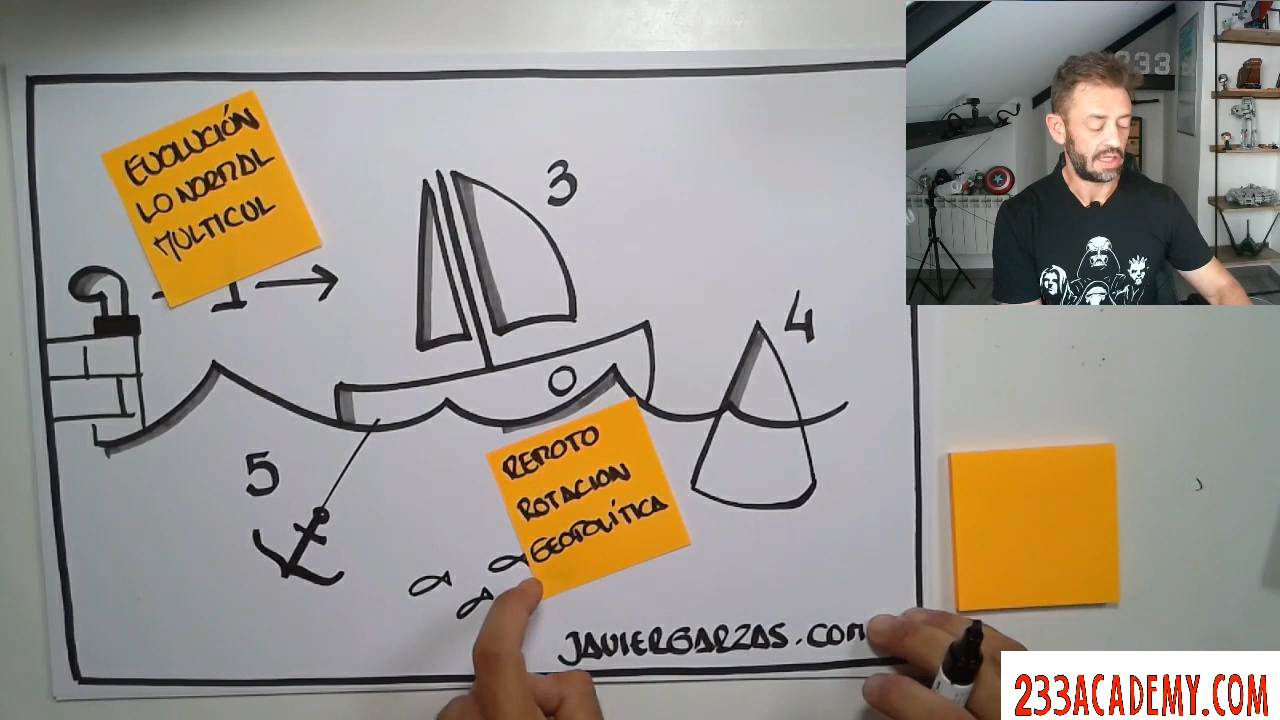 EVOLUCIÓN
LO NORMAL
MULTICUL
1
3
4
5
REMOTO
ROTACION
GEOPOLÍTICA
JAVIERGARZAS.COM
233
233ACADEMY.COM